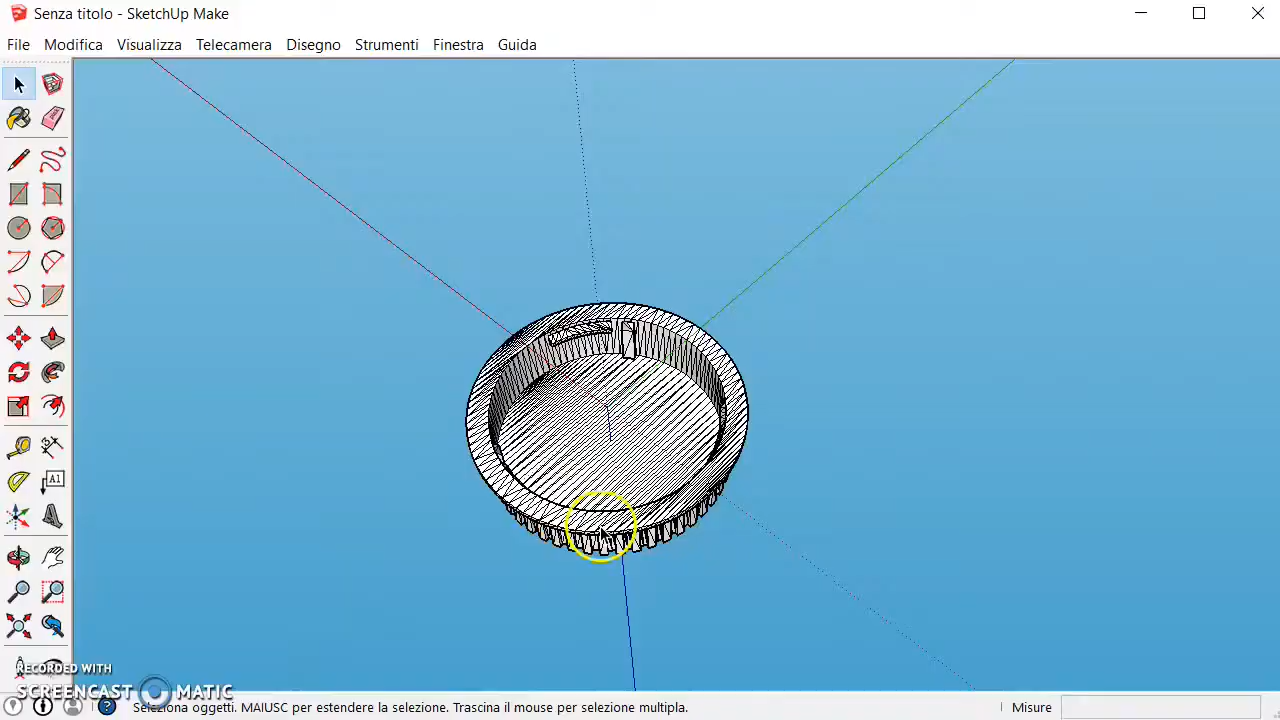 Senza titolo - SketchUp Make
File Modifica Visualizza Telecamera Disegno Strumenti Finestra Guida
A1
RECORDED WITH
SCREENCAST MATIC
Seleziona oggetti. MAIUSC per estendere la selezione. Trascina il mouse per selezione multipla. Misure